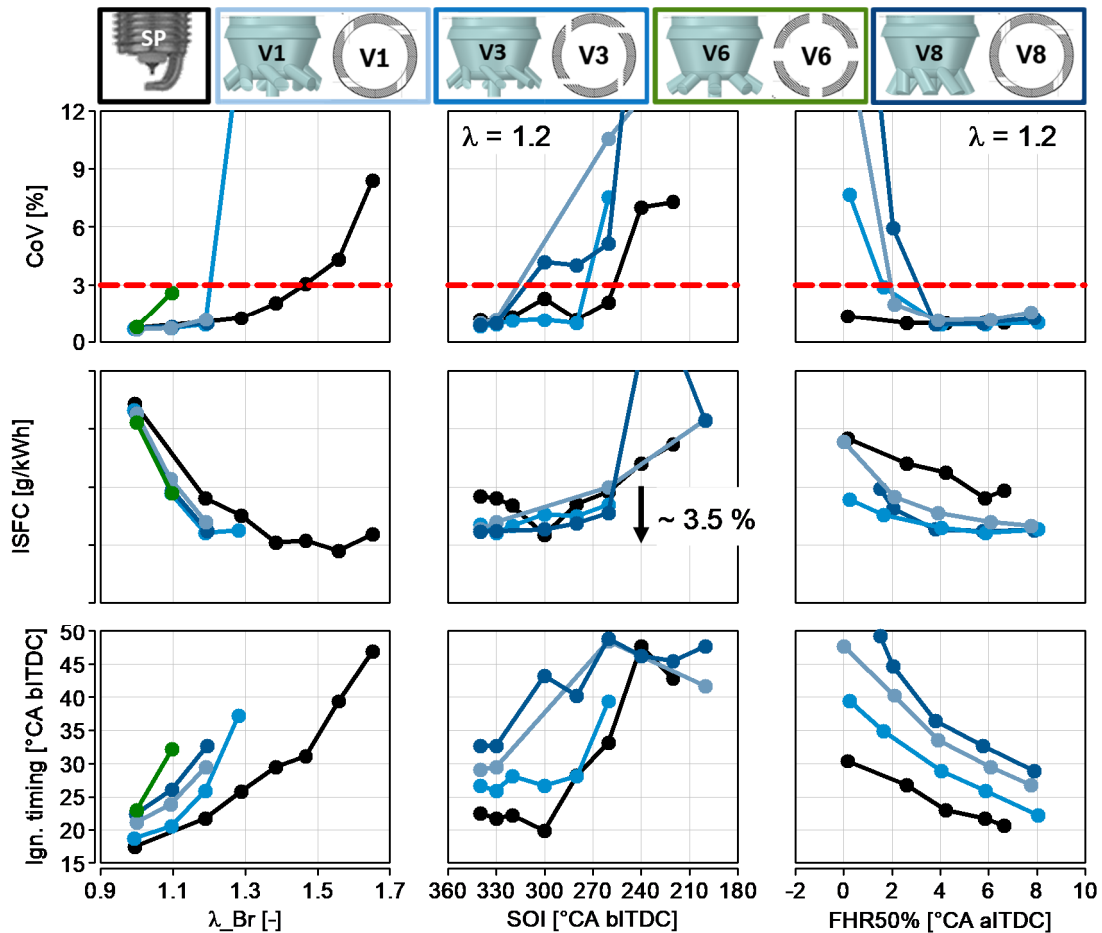 SP V1 V1 V3 V3 V6 V6 V8 V8
CoV [%]
12
9
6
3
0
λ = 1.2
λ = 1.2
ISFC [g/kWh]
~ 3.5 %
Ign. timing [°CA bITDC]
50
45
40
35
30
25
20
15
0.9 1.1 1.3 1.5 1.7
λ_Br [-]
360 330 300 270 240 210 180
SOI [°CA bITDC]
−2 0 2 4 6 8 10
FHR50% [°CA aITDC]